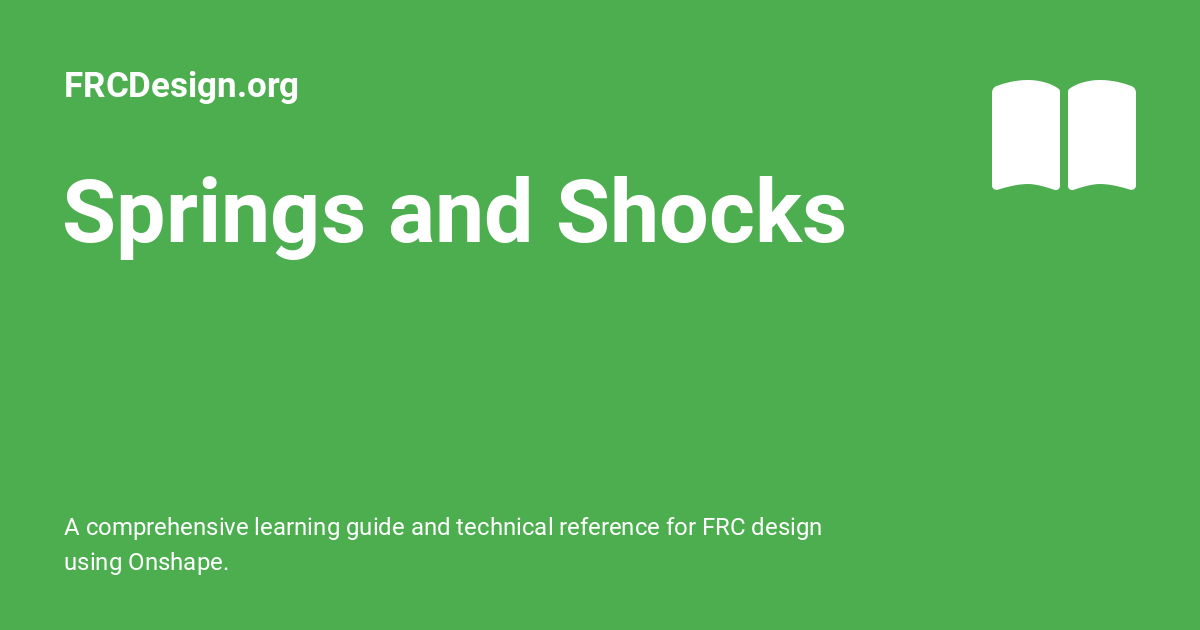 FRCDesign.org
Springs and Shocks
A comprehensive learning guide and technical reference for FRC design
using Onshape.